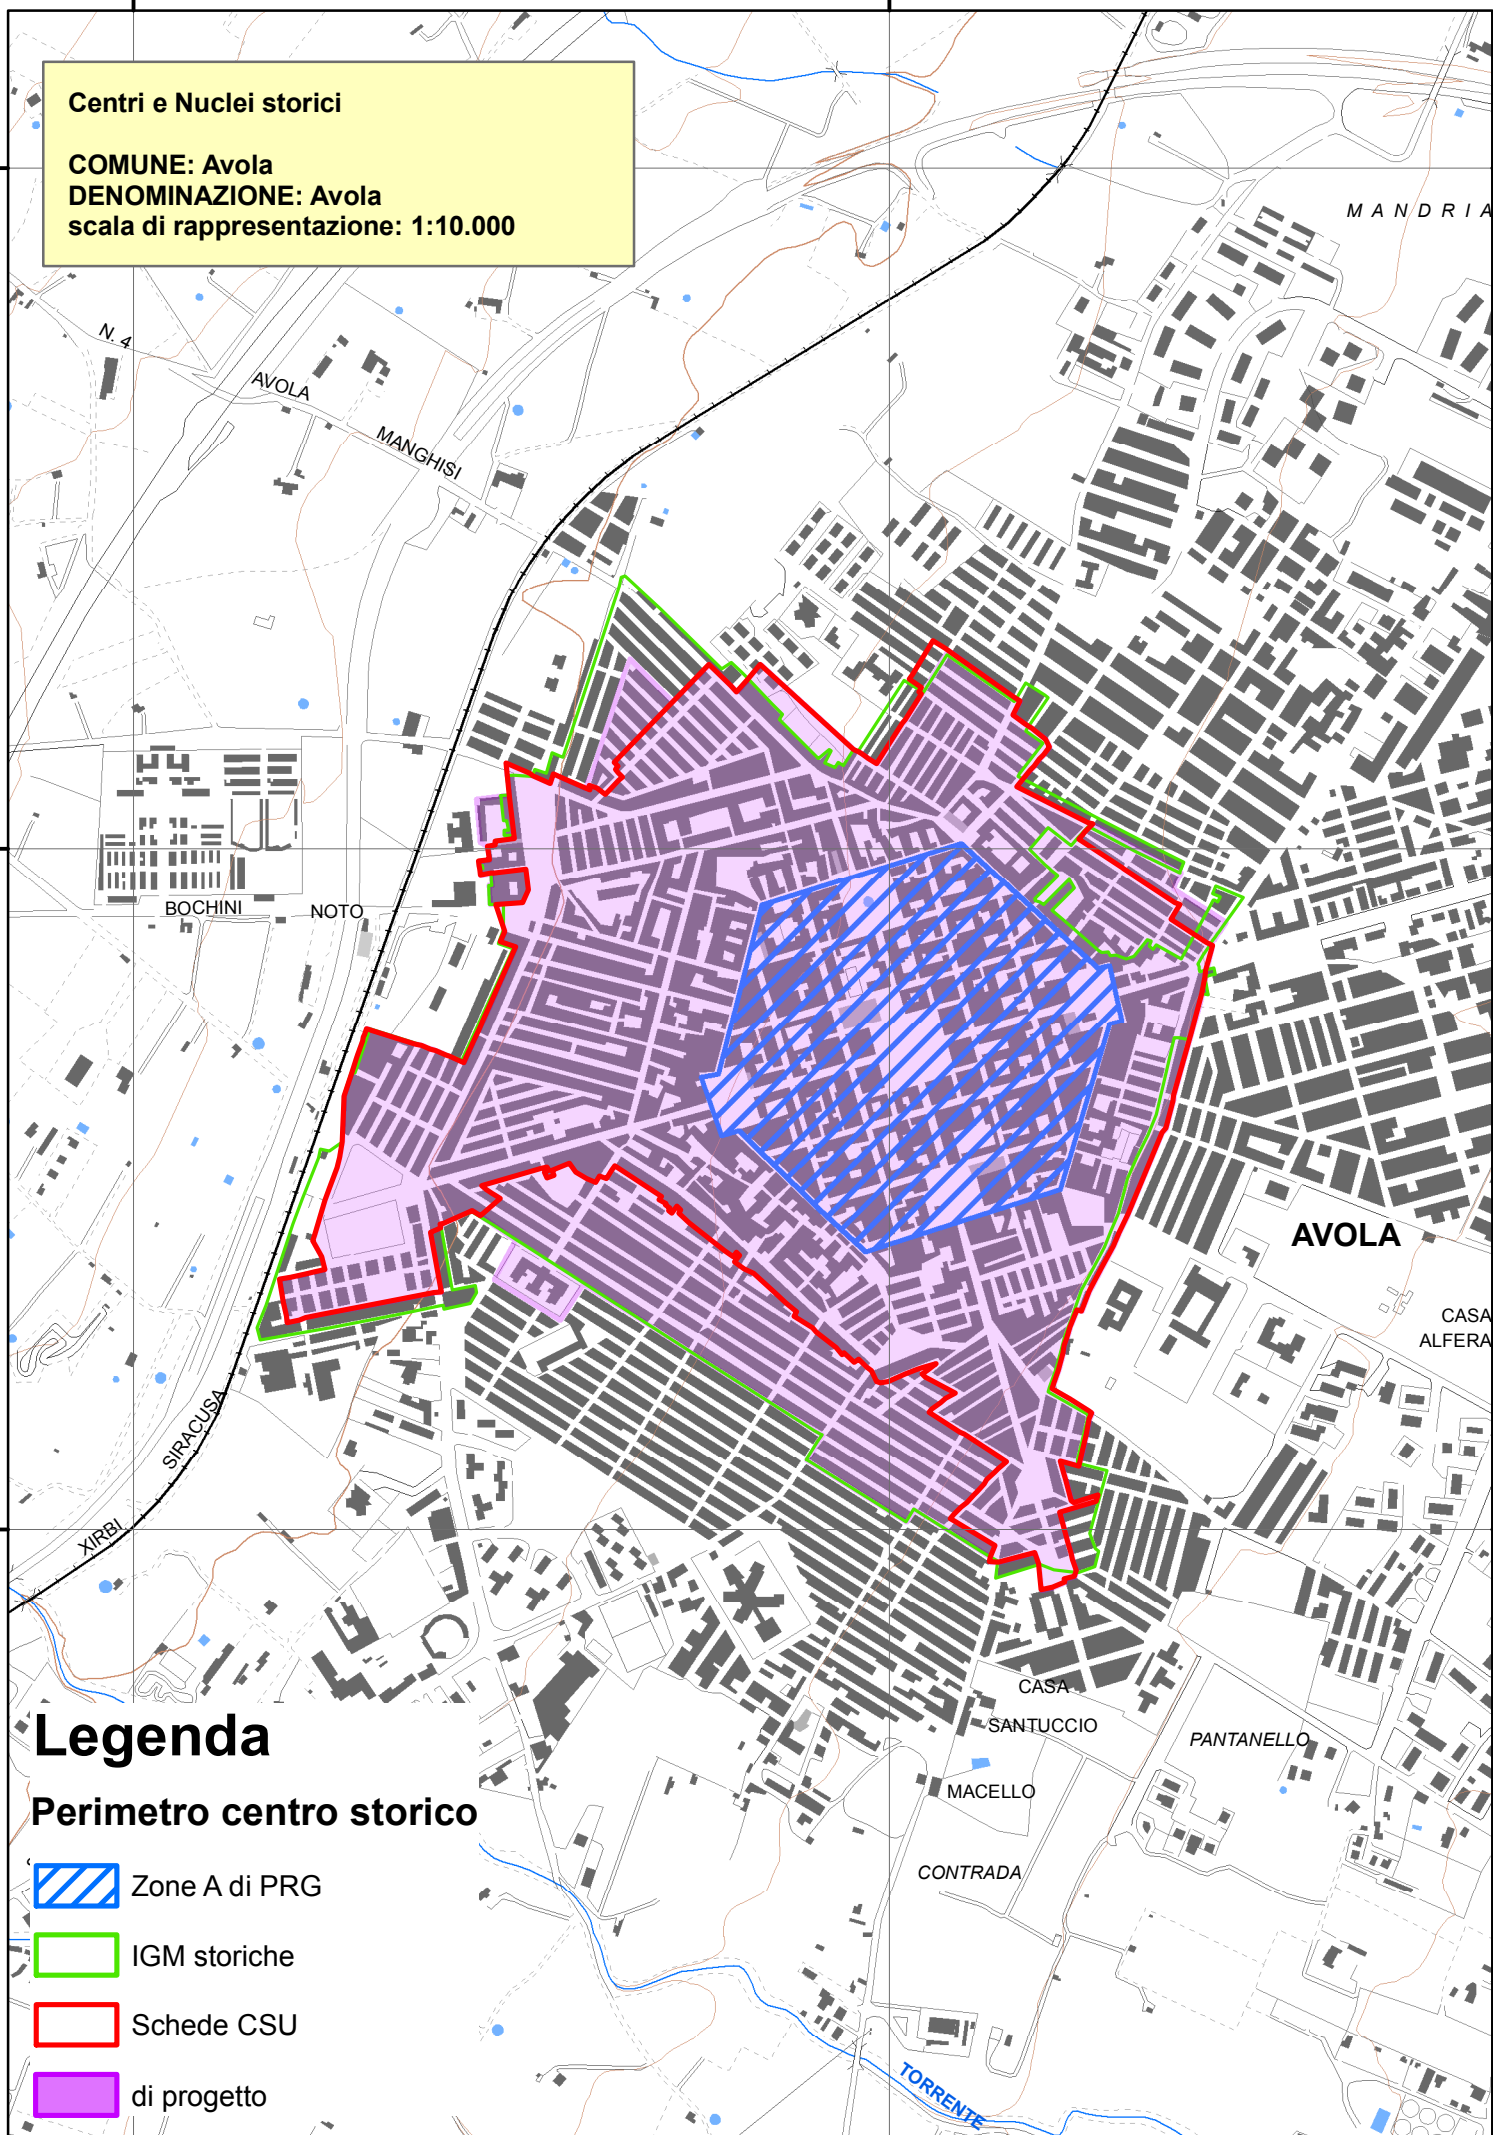 Centri e Nuclei storici
COMUNE: Avola
DENOMINAZIONE: Avola
scala di rappresentazione: 1:10.000
MANDRIA
N. 4
AVOLA
MANGHISI
BOCHINI
NOTO
AVOLA
CASA
ALFERA
SIRACUSA
XIRBI
CASA
SANTUCCIO
PANTANELLO
MACELLO
CONTRADA
TORRENTE
Legenda
Perimetro centro storico
Zone A di PRG
IGM storiche
Schede CSU
di progetto